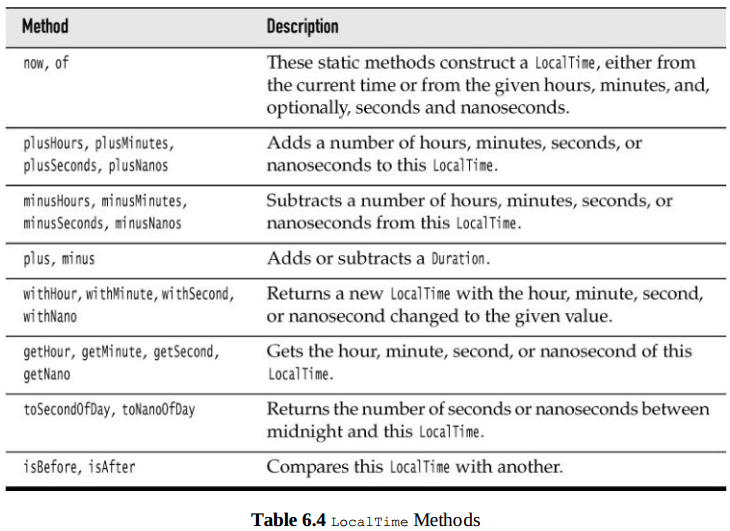 Method Description
now, of These static methods construct a LocalTime, either from
the current time or from the given hours, minutes, and,
optionally, seconds and nanoseconds.
plusHours, plusMinutes, Adds a number of hours, minutes, seconds, or
plusSeconds, plusNanos nanoseconds to this LocalTime.
minusHours, minusMinutes, Subtracts a number of hours, minutes, seconds, or
minusSeconds, minusNanos nanoseconds from this LocalTime.
plus, minus Adds or subtracts a Duration.
withHour, withMinute, withSecond, Returns a new LocalTime with the hour, minute, second,
withNano or nanosecond changed to the given value.
getHour, getMinute, getSecond, Gets the hour, minute, second, or nanosecond of this
getNano LocalTime.
toSecondOfDay, toNanoOfDay Returns the number of seconds or nanoseconds between
midnight and this LocalTime.
isBefore, isAfter Compares this LocalTime with another.
Table 6.4 LocalTime Methods